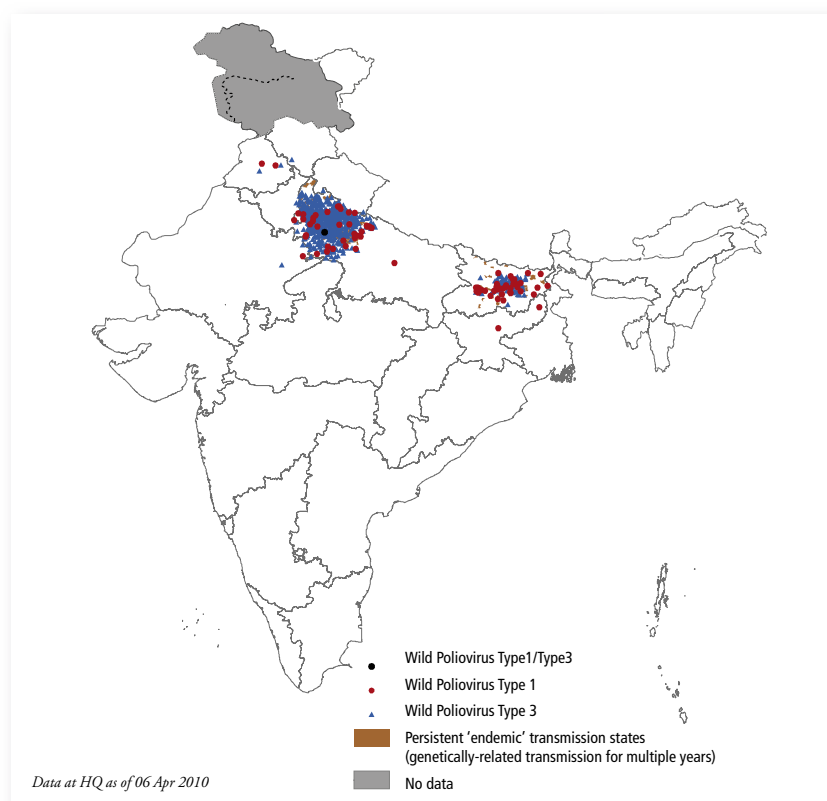 Wild Poliovirus Type1/Type3
Wild Poliovirus Type 1
Wild Poliovirus Type 3
Persistent 'endemic' transmission states
(genetically-related transmission for multiple years)
No data
Data at HQ as of 06 Apr 2010